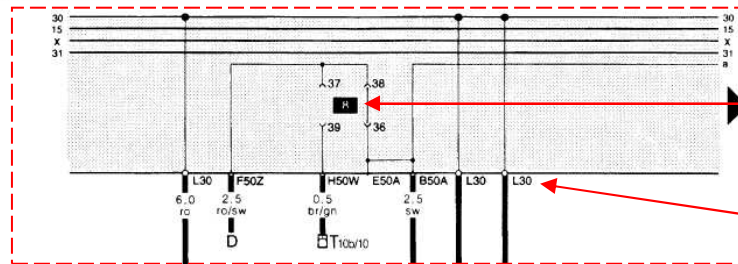 30 30
15 15
X X
31 31
a
37 38
8
39 36
L30 F50Z H50W E50A B50A L30 L30
6.0 2.5 0.5 2.5
ro ro/sw br/gn sw
D T10b/10